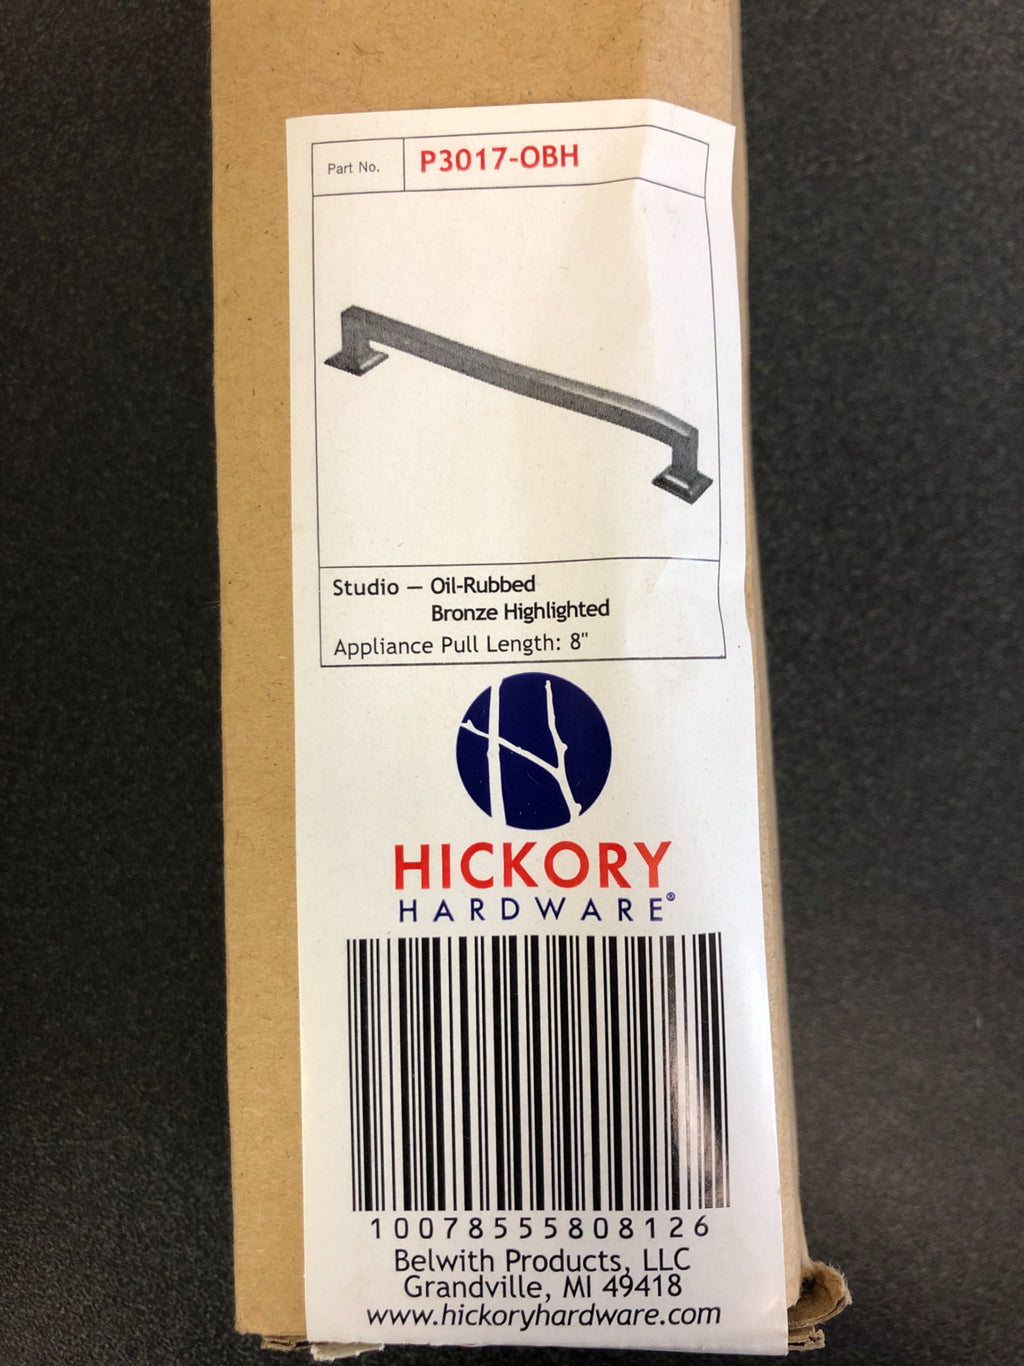 Part No. P3017-OBH
Studio — Oil-Rubbed
Bronze Highlighted
Appliance Pull Length: 8"
HICKORY
HARDWARE®
10078555808126
Belwith Products, LLC
Grandville, MI 49418
www.hickoryhardware.com